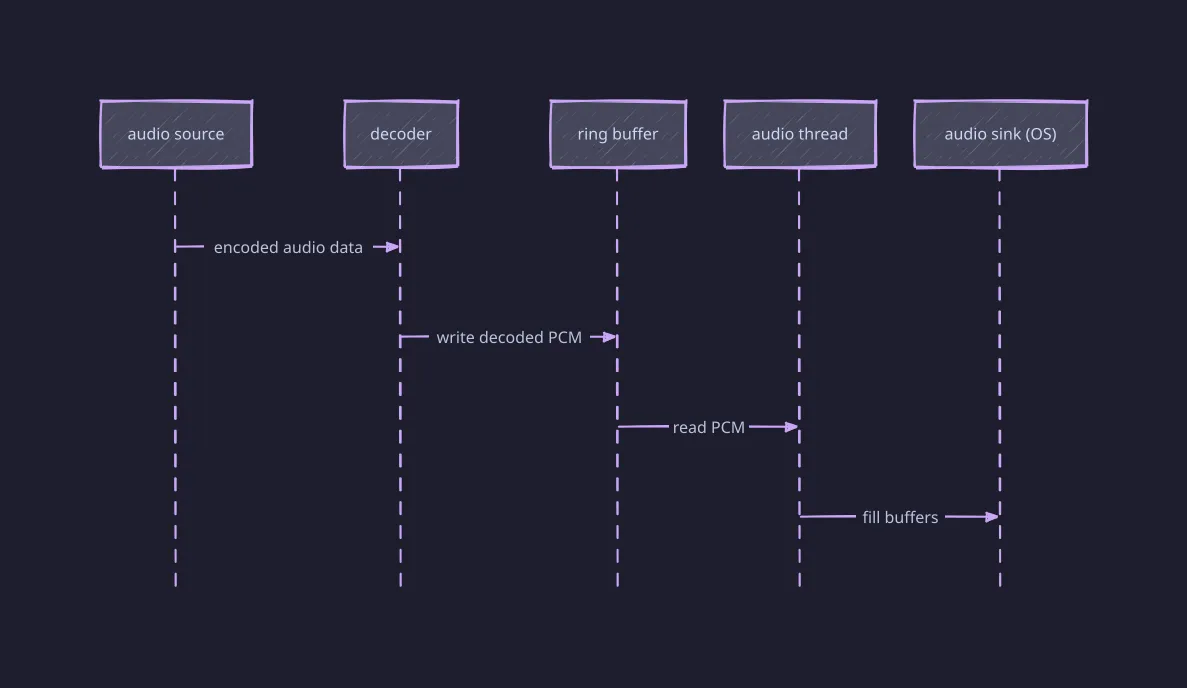 audio source
decoder
ring buffer
audio thread
audio sink (OS)
encoded audio data
write decoded PCM
read PCM
fill buffers